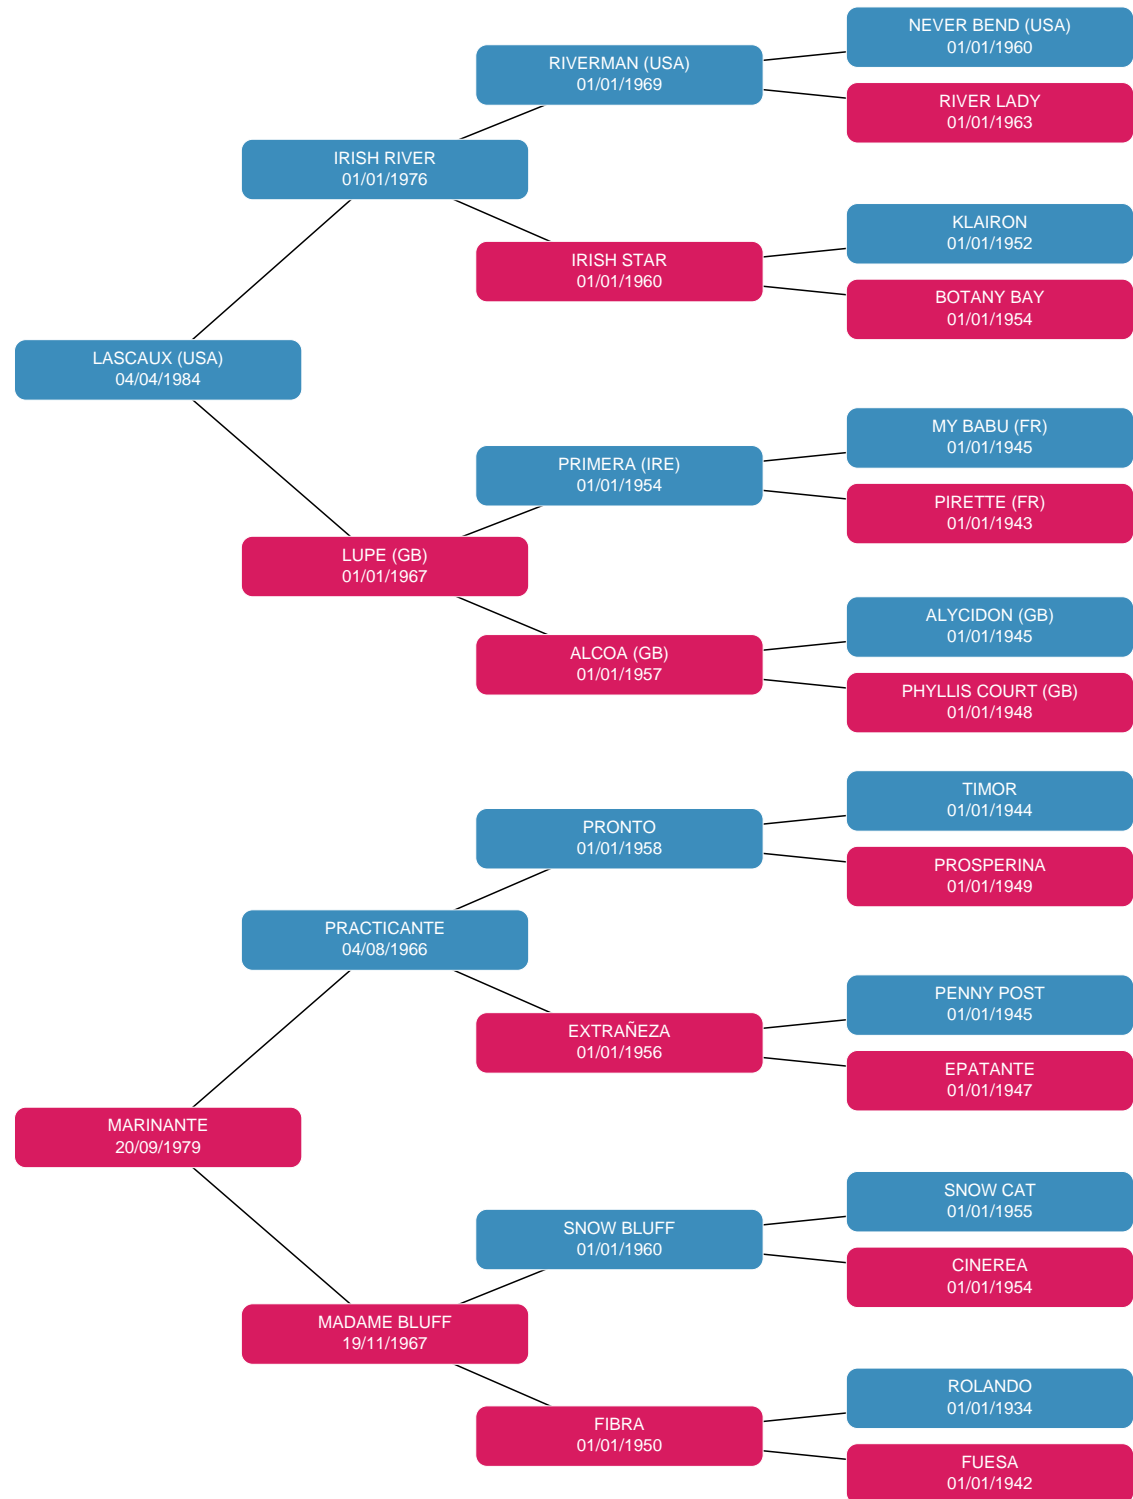 NEVER BEND (USA)
01/01/1960
RIVERMAN (USA)
01/01/1969
RIVER LADY
01/01/1963
IRISH RIVER
01/01/1976
KLAIRON
01/01/1952
IRISH STAR
01/01/1960
BOTANY BAY
01/01/1954
LASCAUX (USA)
04/04/1984
MY BABU (FR)
01/01/1945
PRIMERA (IRE)
01/01/1954
PIRETTE (FR)
01/01/1943
LUPE (GB)
01/01/1967
ALYCIDON (GB)
01/01/1945
ALCOA (GB)
01/01/1957
PHYLLIS COURT (GB)
01/01/1948
TIMOR
01/01/1944
PRONTO
01/01/1958
PROSPERINA
01/01/1949
PRACTICANTE
04/08/1966
PENNY POST
01/01/1945
EXTRAÑEZA
01/01/1956
EPATANTE
01/01/1947
MARINANTE
20/09/1979
SNOW CAT
01/01/1955
SNOW BLUFF
01/01/1960
CINEREA
01/01/1954
MADAME BLUFF
19/11/1967
ROLANDO
01/01/1934
FIBRA
01/01/1950
FUESA
01/01/1942